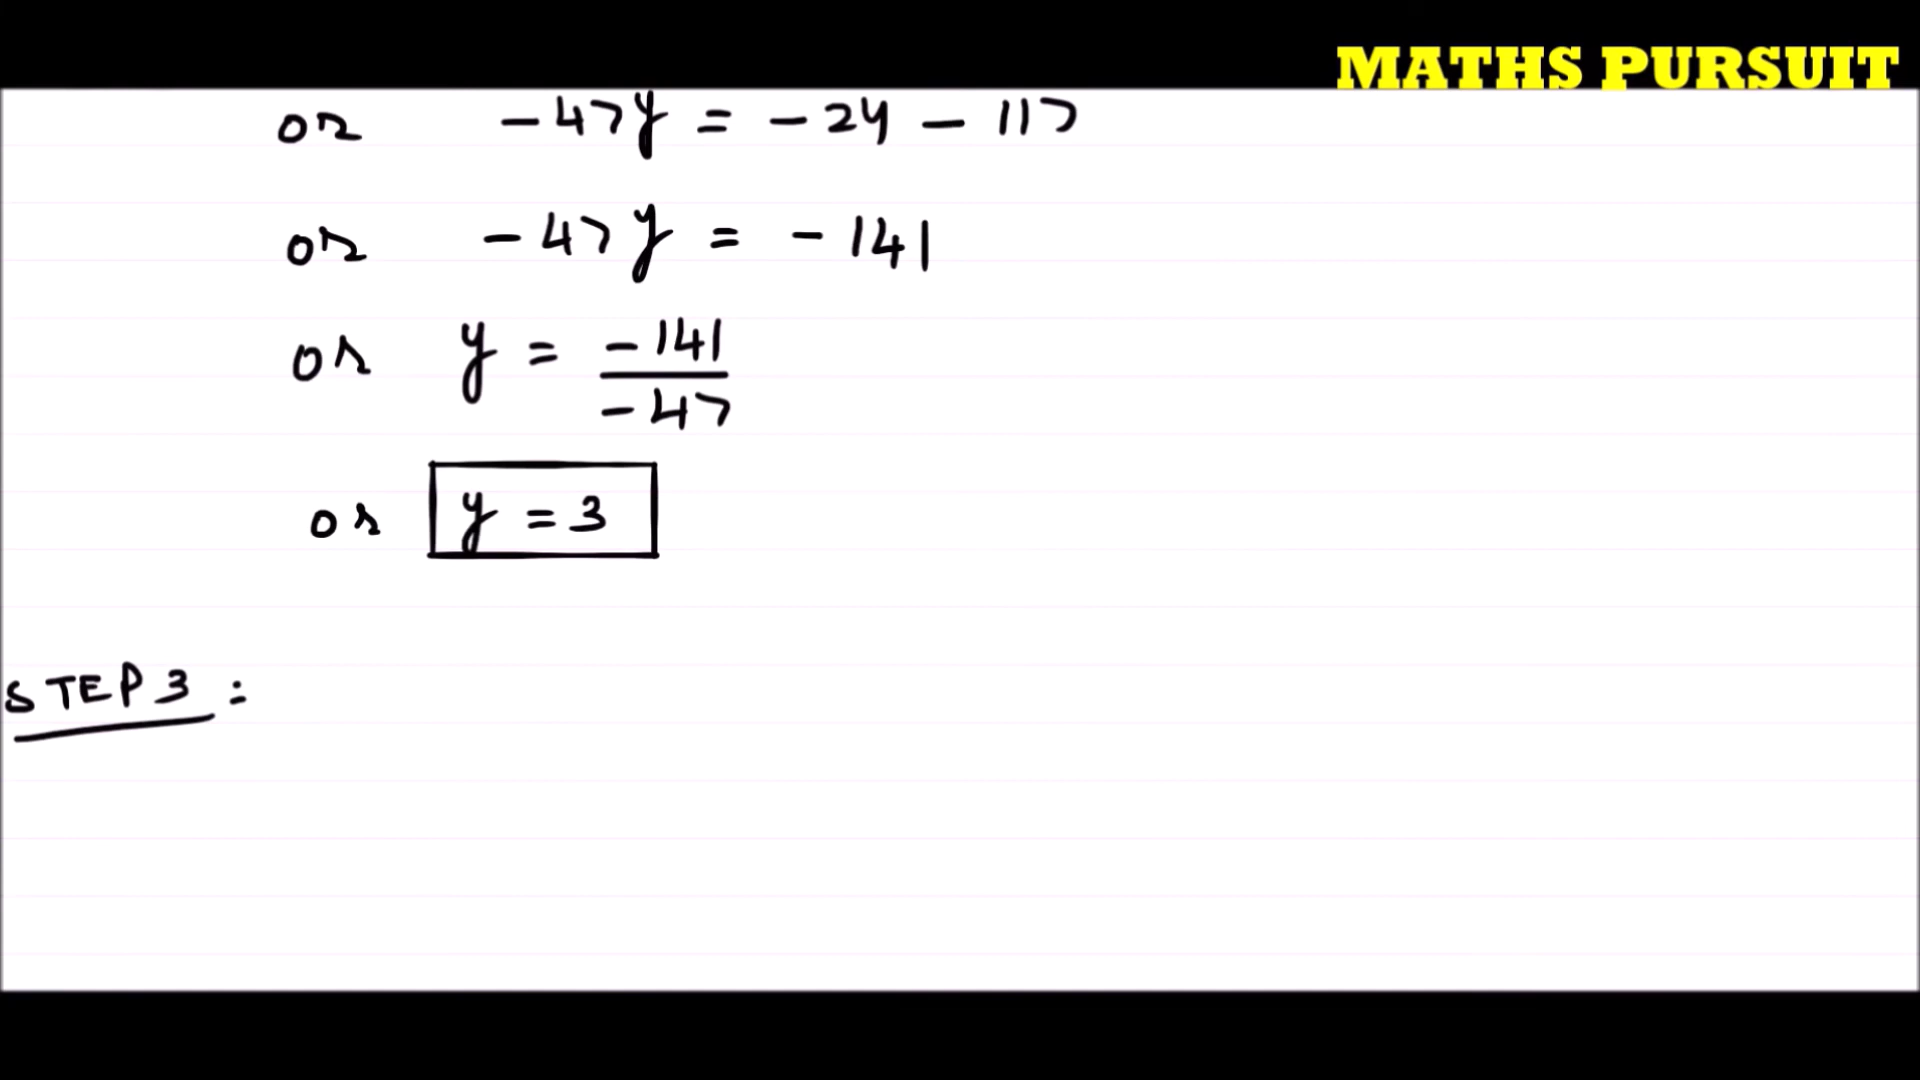 MATHS PURSUIT
or -47y = -24 - 117
or -47y = -141
or y = -141
-47
or y = 3
STEP 3 :